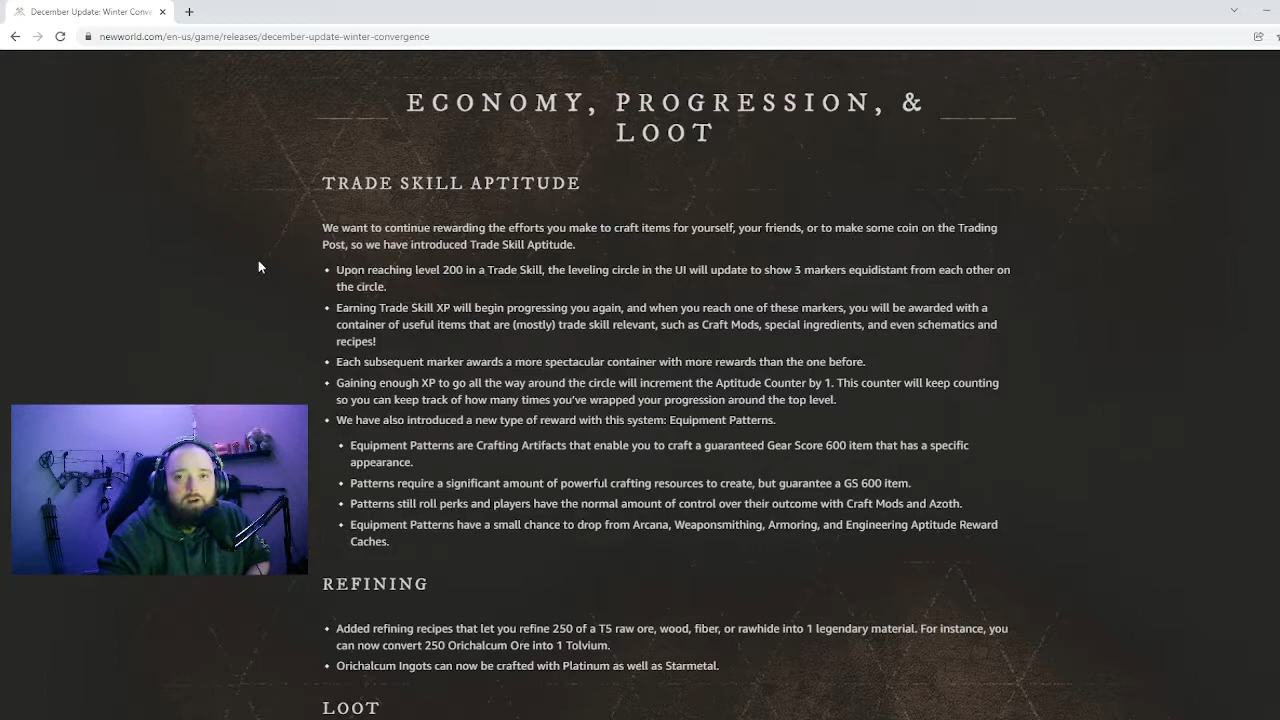 December Update: Winter Conv
newworld.com/en-us/game/releases/december-update-winter-convergence
ECONOMY, PROGRESSION, &
LOOT
TRADE SKILL APTITUDE
We want to continue rewarding the efforts you make to craft items for yourself, your friends, or to make some coin on the Trading
Post, so we have introduced Trade Skill Aptitude.
• Upon reaching level 200 in a Trade Skill, the leveling circle in the UI will update to show 3 markers equidistant from each other on
the circle.
• Earning Trade Skill XP will begin progressing you again, and when you reach one of these markers, you will be awarded with a
container of useful items that are (mostly) trade skill relevant, such as Craft Mods, special ingredients, and even schematics and
recipes!
• Each subsequent marker awards a more spectacular container with more rewards than the one before.
• Gaining enough XP to go all the way around the circle will increment the Aptitude Counter by 1. This counter will keep counting
so you can keep track of how many times you've wrapped your progression around the top level.
• We have also introduced a new type of reward with this system: Equipment Patterns.
• Equipment Patterns are Crafting Artifacts that enable you to craft a guaranteed Gear Score 600 item that has a specific
appearance.
• Patterns require a significant amount of powerful crafting resources to create, but guarantee a GS 600 item.
• Patterns still roll perks and players have the normal amount of control over their outcome with Craft Mods and Azoth.
• Equipment Patterns have a small chance to drop from Arcana, Weaponsmithing, Armoring, and Engineering Aptitude Reward
Caches.
REFINING
• Added refining recipes that let you refine 250 of a T5 raw ore, wood, fiber, or rawhide into 1 legendary material. For instance, you
can now convert 250 Orichalcum Ore into 1 Tolvium.
• Orichalcum Ingots can now be crafted with Platinum as well as Starmetal.
LOOT